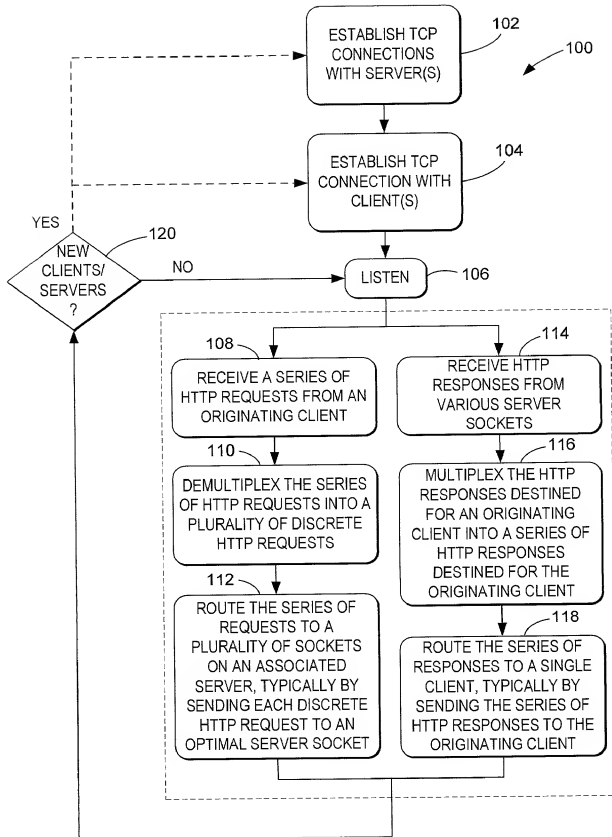 102
ESTABLISH TCP
CONNECTIONS
WITH SERVER(S)
100
104
ESTABLISH TCP
CONNECTION WITH
CLIENT(S)
YES
120
NEW
CLIENTS/
SERVERS
?
NO
LISTEN
106
108
RECEIVE A SERIES OF
HTTP REQUESTS FROM AN
ORIGINATING CLIENT
110
DEMULTIPLEX THE SERIES
OF HTTP REQUESTS INTO A
PLURALITY OF DISCRETE
HTTP REQUESTS
112
ROUTE THE SERIES OF
REQUESTS TO A
PLURALITY OF SOCKETS
ON AN ASSOCIATED
SERVER, TYPICALLY BY
SENDING EACH DISCRETE
HTTP REQUEST TO AN
OPTIMAL SERVER SOCKET
114
RECEIVE HTTP
RESPONSES FROM
VARIOUS SERVER
SOCKETS
116
MULTIPLEX THE HTTP
RESPONSES DESTINED
FOR AN ORIGINATING
CLIENT INTO A SERIES OF
HTTP RESPONSES
DESTINED FOR THE
ORIGINATING CLIENT
118
ROUTE THE SERIES OF
RESPONSES TO A SINGLE
CLIENT, TYPICALLY BY
SENDING THE SERIES OF
HTTP RESPONSES TO THE
ORIGINATING CLIENT